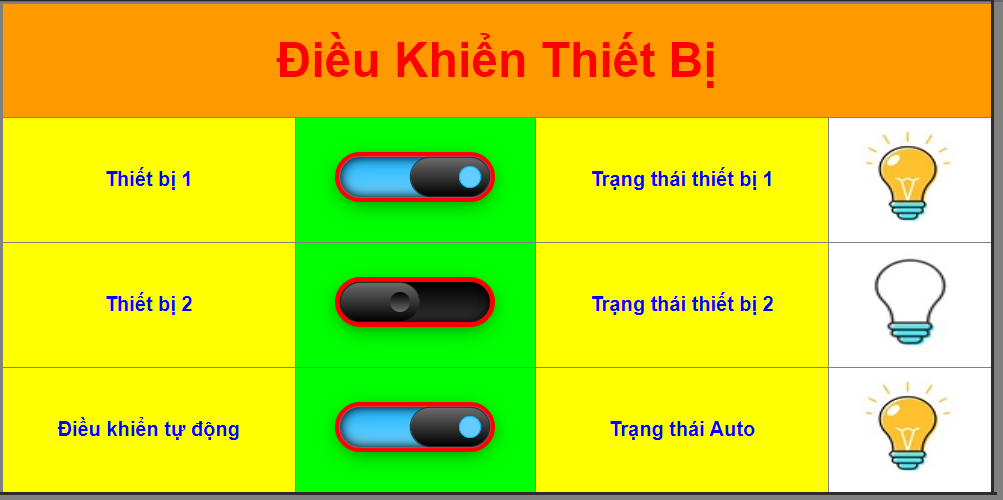 Điều Khiển Thiết Bị
Thiết bị 1
Trạng thái thiết bị 1
Thiết bị 2
Trạng thái thiết bị 2
Điều khiển tự động
Trạng thái Auto